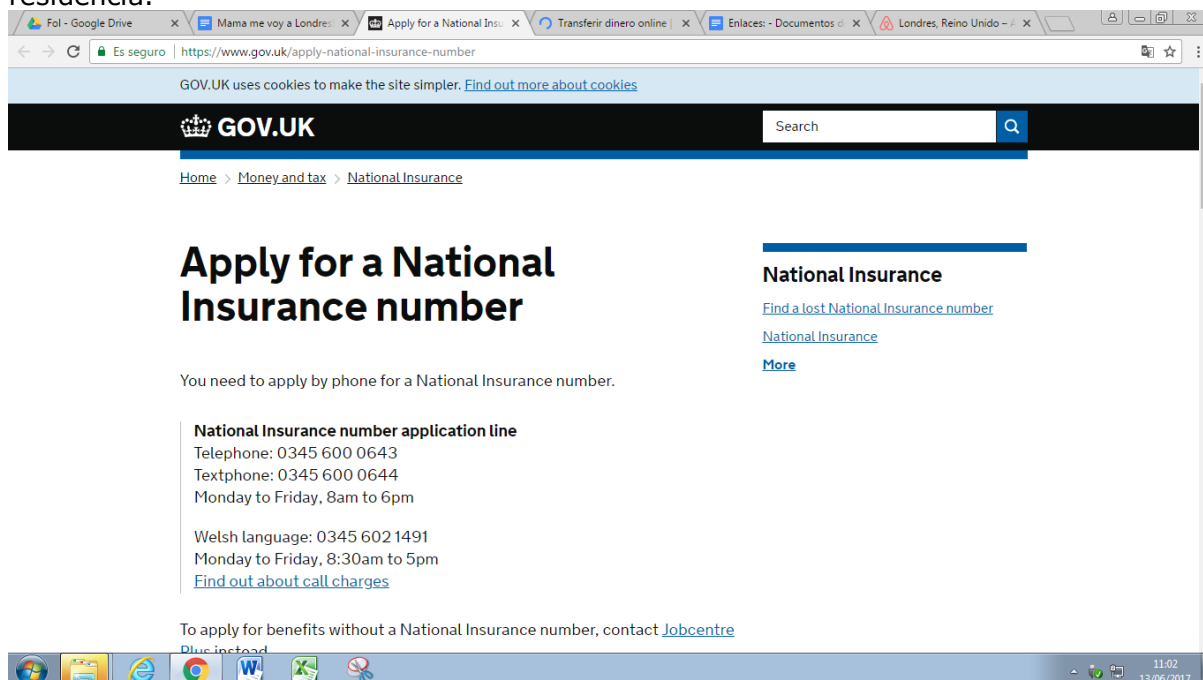 residencia.
Fol - Google Drive
Mama me voy a Londres
Apply for a National Insu
Transferir dinero online |
Enlaces: - Documentos d
Londres, Reino Unido –
Es seguro | https://www.gov.uk/apply-national-insurance-number
GOV.UK uses cookies to make the site simpler. Find out more about cookies
GOV.UK
Search
Home > Money and tax > National Insurance
Apply for a National
Insurance number
You need to apply by phone for a National Insurance number.
National Insurance number application line
Telephone: 0345 600 0643
Textphone: 0345 600 0644
Monday to Friday, 8am to 6pm
Welsh language: 0345 602 1491
Monday to Friday, 8:30am to 5pm
Find out about call charges
To apply for benefits without a National Insurance number, contact Jobcentre
Plus instead
National Insurance
Find a lost National Insurance number
National Insurance
More
11:02
13/06/2017